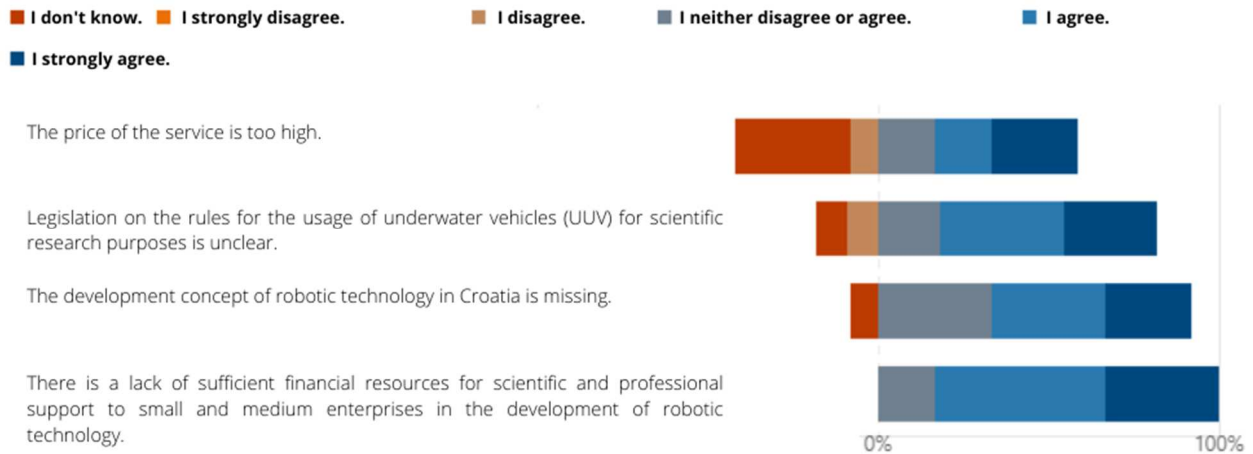 I don't know. I strongly disagree. I disagree. I neither disagree or agree. I agree.
I strongly agree.
The price of the service is too high.
Legislation on the rules for the usage of underwater vehicles (UUV) for scientific
research purposes is unclear.
The development concept of robotic technology in Croatia is missing.
There is a lack of sufficient financial resources for scientific and professional
support to small and medium enterprises in the development of robotic
technology.
0% 100%